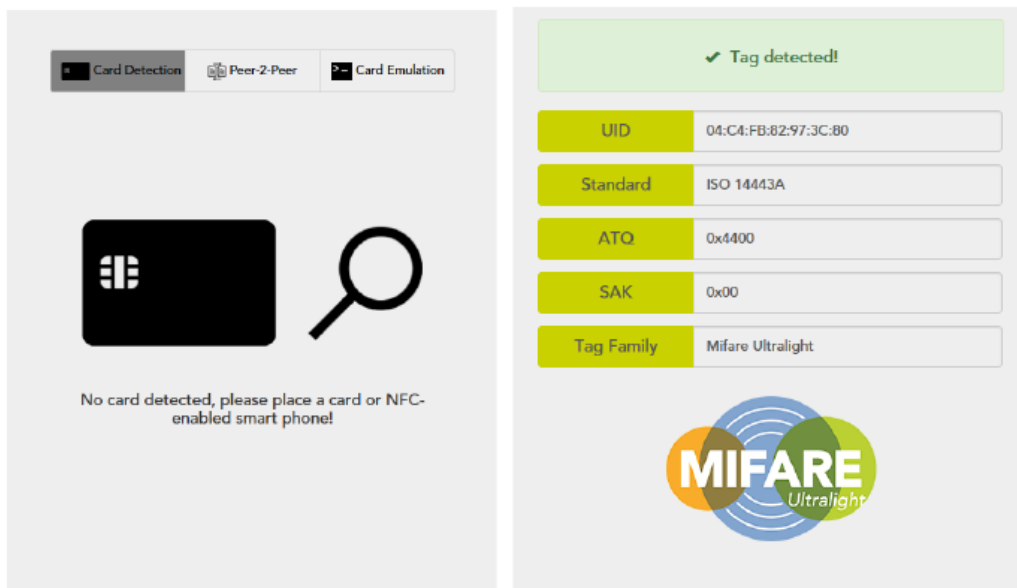 Card Detection
Peer-2-Peer
Card Emulation
No card detected, please place a card or NFC-
enabled smart phone!
✔ Tag detected!
UID
04:C4:FB:82:97:3C:80
Standard
ISO 14443A
ATQ
0x4400
SAK
0x00
Tag Family
Mifare Ultralight
MIFARE
Ultralight